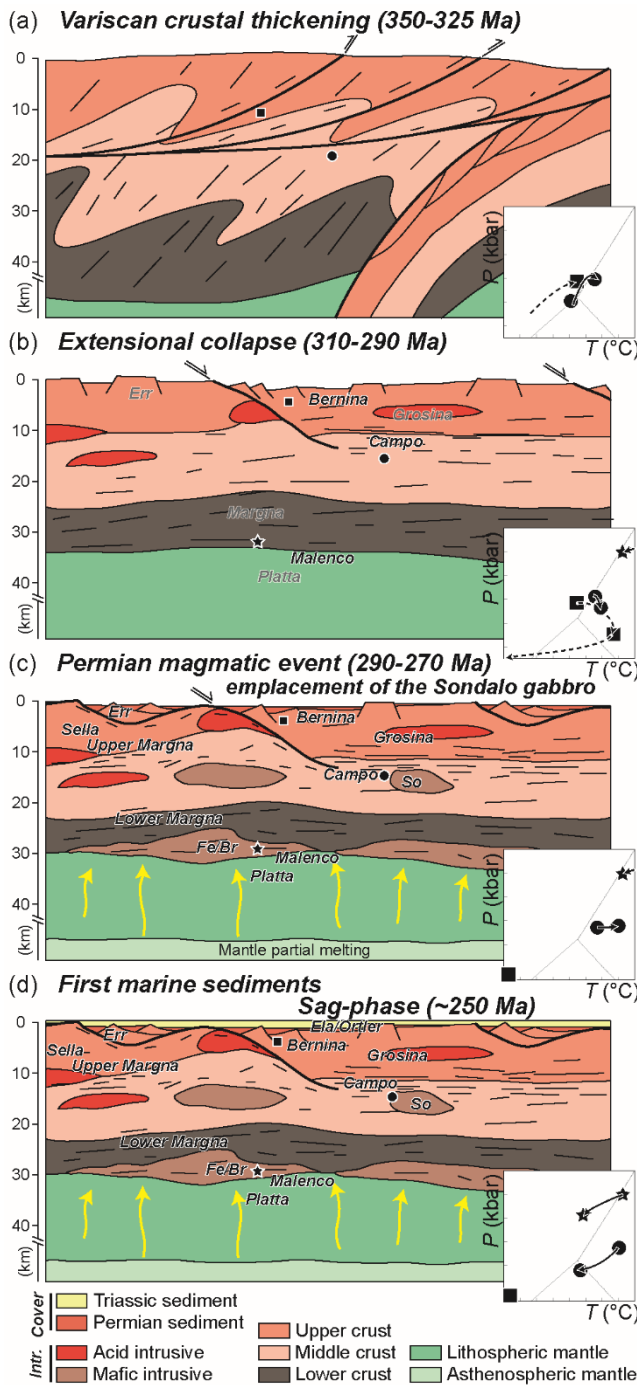 (a) Variscan crustal thickening (350-325 Ma)
0
10
20
30
40
(km)
P (kbar)
T (°C)
(b) Extensional collapse (310-290 Ma)
0
Err
Bernina
Grosina
10
Campo
20
Margna
30
Malenco
Platta
40
(km)
P (kbar)
T (°C)
(c) Permian magmatic event (290-270 Ma)
emplacement of the Sondalo gabbro
0
Err
Bernina
Sella
Upper Margna
Grosina
10
Campo
So
20
Lower Margna
Fe/Br
30
Malenco
Platta
40
Mantle partial melting
(km)
P (kbar)
T (°C)
(d) First marine sediments
Sag-phase (~250 Ma)
0
Ela/Ortler
Err
Bernina
Sella
Upper Margna
Grosina
10
Campo
So
20
Lower Margna
Fe/Br
30
Malenco
Platta
40
(km)
P (kbar)
T (°C)
Cover
Triassic sediment
Permian sediment
Upper crust
Intr.
Acid intrusive
Middle crust
Lithospheric mantle
Mafic intrusive
Lower crust
Asthenospheric mantle